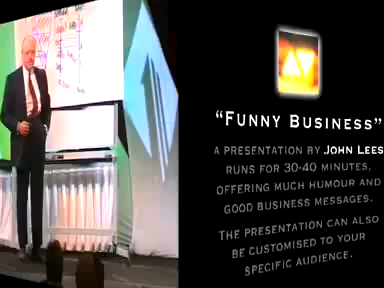 "FUNNY BUSINESS"
A PRESENTATION BY JOHN LEES
RUNS FOR 30-40 MINUTES,
OFFERING MUCH HUMOUR AND
GOOD BUSINESS MESSAGES.
THE PRESENTATION CAN ALSO
BE CUSTOMISED TO YOUR
SPECIFIC AUDIENCE.